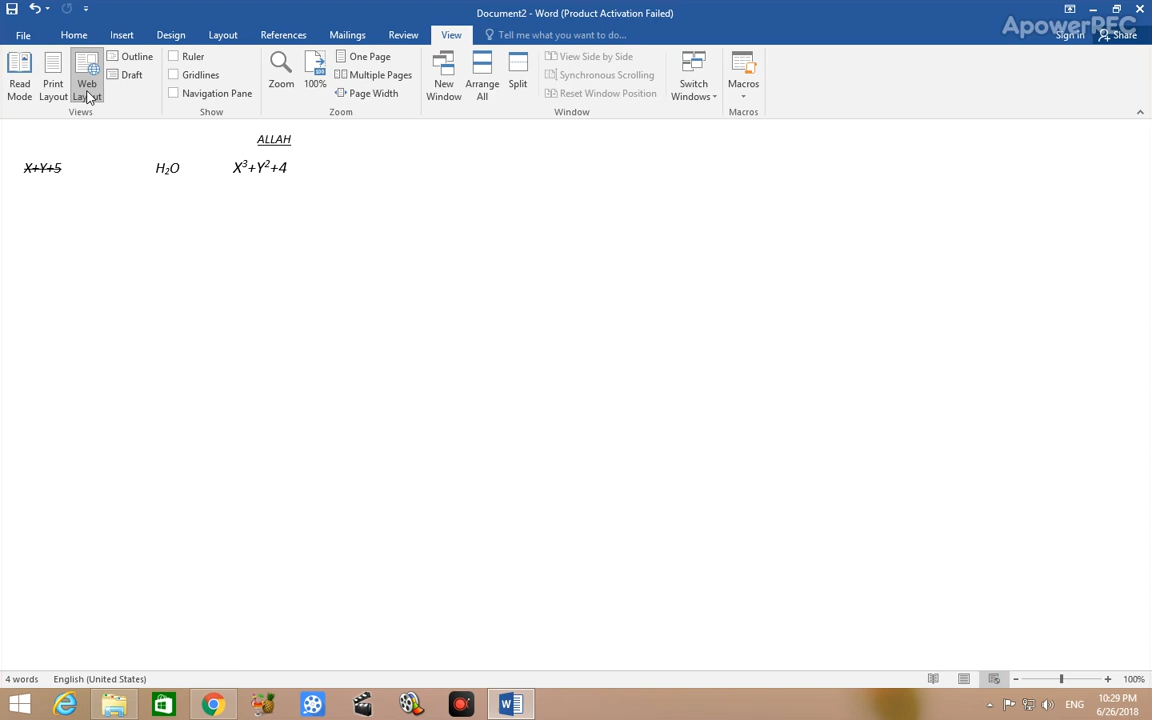 Document2 - Word (Product Activation Failed)
ApowerREC
File Home Insert Design Layout References Mailings Review View Tell me what you want to do... Sign in Share
Read Mode
Print Layout
Web Layout
Outline
Draft
Views
Ruler
Gridlines
Navigation Pane
Show
Zoom
100%
One Page
Multiple Pages
Page Width
Zoom
New Window
Arrange All
Split
View Side by Side
Synchronous Scrolling
Reset Window Position
Window
Switch Windows
Macros
Macros
ALLAH
X+Y+5 H₂O X³+Y²+4
4 words English (United States) 100%
ENG
10:29 PM
6/26/2018